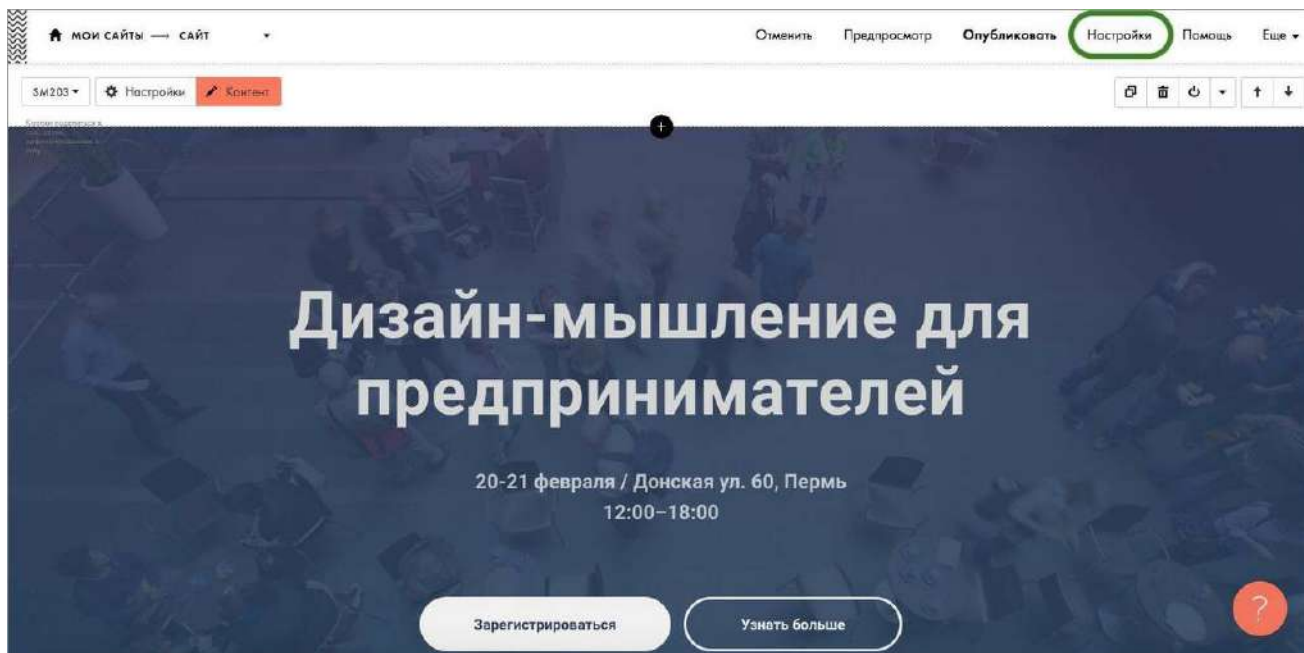 МОИ САЙТЫ → САЙТ
Отменить Предпросмотр Опубликовать Настройки Помощь Еще
SM203 Настройки Контент
Дизайн-мышление для
предпринимателей
20-21 февраля / Донская ул. 60, Пермь
12:00–18:00
Зарегистрироваться Узнать больше
?